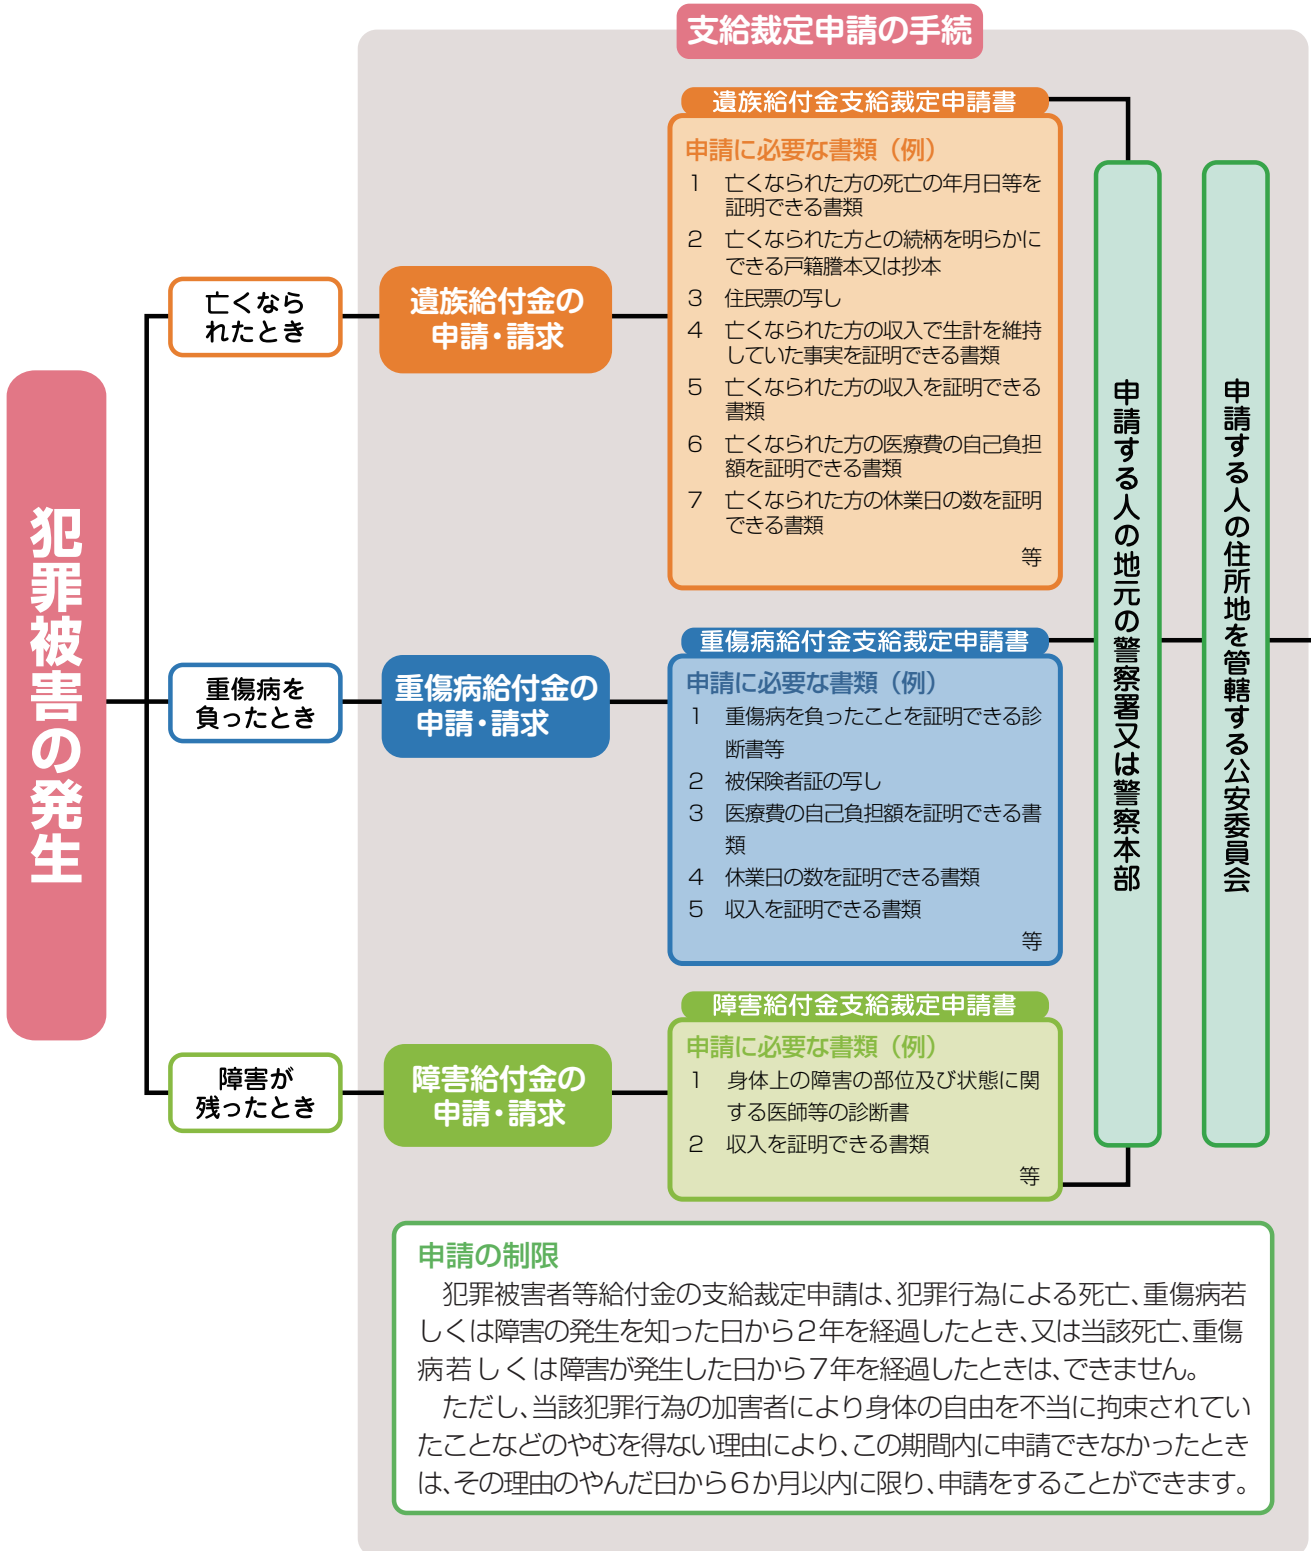 支給裁定申請の手続
犯罪被害の発生
亡くなら
れたとき
遺族給付金の
申請・請求
遺族給付金支給裁定申請書
申請に必要な書類（例）
1　亡くなられた方の死亡の年月日等を
証明できる書類
2　亡くなられた方との続柄を明らかに
できる戸籍謄本又は抄本
3　住民票の写し
4　亡くなられた方の収入で生計を維持
していた事実を証明できる書類
5　亡くなられた方の収入を証明できる
書類
6　亡くなられた方の医療費の自己負担
額を証明できる書類
7　亡くなられた方の休業日の数を証明
できる書類
等
重傷病を
負ったとき
重傷病給付金の
申請・請求
重傷病給付金支給裁定申請書
申請に必要な書類（例）
1　重傷病を負ったことを証明できる診
断書等
2　被保険者証の写し
3　医療費の自己負担額を証明できる書
類
4　休業日の数を証明できる書類
5　収入を証明できる書類
等
障害が
残ったとき
障害給付金の
申請・請求
障害給付金支給裁定申請書
申請に必要な書類（例）
1　身体上の障害の部位及び状態に関
する医師等の診断書
2　収入を証明できる書類
等
申請する人の地元の警察署又は警察本部
申請する人の住所地を管轄する公安委員会
申請の制限
犯罪被害者等給付金の支給裁定申請は、犯罪行為による死亡、重傷病若
しくは障害の発生を知った日から２年を経過したとき、又は当該死亡、重傷
病若しくは障害が発生した日から７年を経過したときは、できません。
ただし、当該犯罪行為の加害者により身体の自由を不当に拘束されてい
たことなどのやむを得ない理由により、この期間内に申請できなかったとき
は、その理由のやんだ日から６か月以内に限り、申請をすることができます。